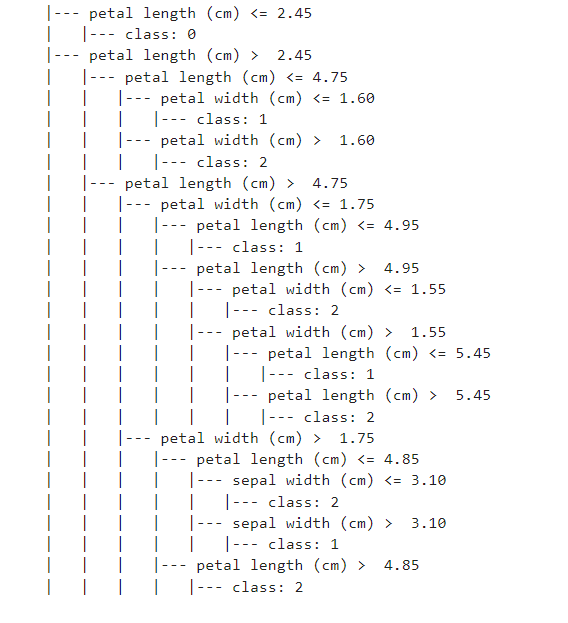 |--- petal length (cm) <= 2.45
|   |--- class: 0
|--- petal length (cm) >  2.45
|   |--- petal length (cm) <= 4.75
|   |   |--- petal width (cm) <= 1.60
|   |   |   |--- class: 1
|   |   |--- petal width (cm) >  1.60
|   |   |   |--- class: 2
|   |--- petal length (cm) >  4.75
|   |   |--- petal width (cm) <= 1.75
|   |   |   |--- petal length (cm) <= 4.95
|   |   |   |   |--- class: 1
|   |   |   |--- petal length (cm) >  4.95
|   |   |   |   |--- petal width (cm) <= 1.55
|   |   |   |   |   |--- class: 2
|   |   |   |   |--- petal width (cm) >  1.55
|   |   |   |   |   |--- petal length (cm) <= 5.45
|   |   |   |   |   |   |--- class: 1
|   |   |   |   |   |--- petal length (cm) >  5.45
|   |   |   |   |   |   |--- class: 2
|   |   |--- petal width (cm) >  1.75
|   |   |   |--- petal length (cm) <= 4.85
|   |   |   |   |--- sepal width (cm) <= 3.10
|   |   |   |   |   |--- class: 2
|   |   |   |   |--- sepal width (cm) >  3.10
|   |   |   |   |   |--- class: 1
|   |   |   |--- petal length (cm) >  4.85
|   |   |   |   |--- class: 2